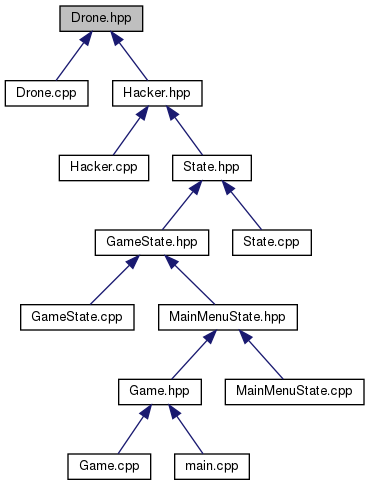 Drone.hpp
Drone.cpp
Hacker.hpp
Hacker.cpp
State.hpp
GameState.hpp
State.cpp
GameState.cpp
MainMenuState.hpp
Game.hpp
MainMenuState.cpp
Game.cpp
main.cpp